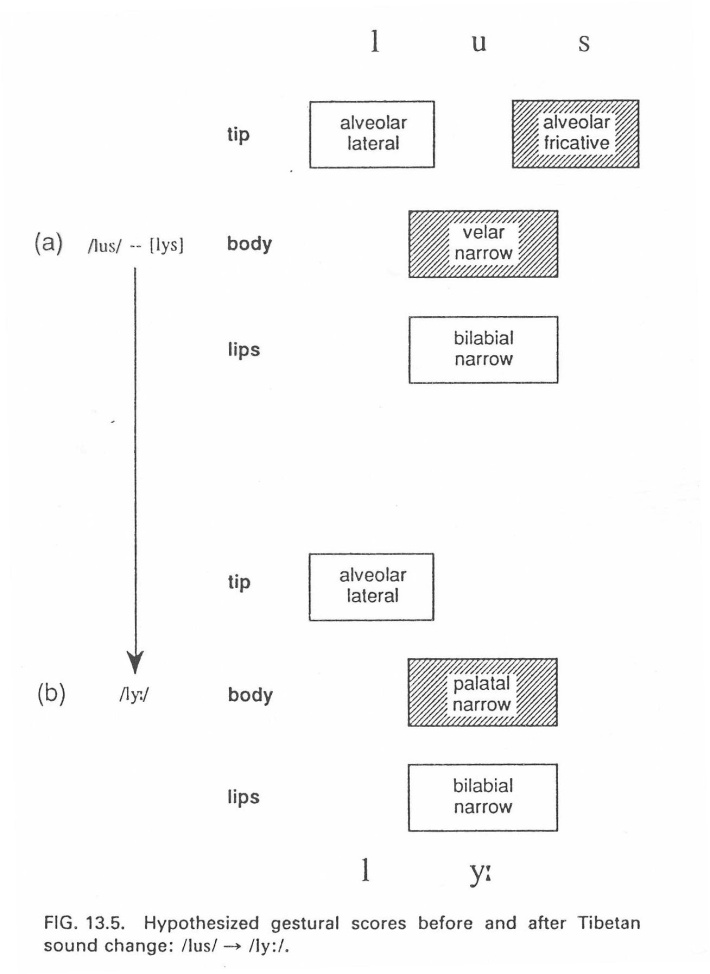 l u s
tip
alveolar
lateral
alveolar
fricative
(a) /lus/ -- [lys] body
velar
narrow
lips
bilabial
narrow
tip
alveolar
lateral
(b) /ly:/ body
palatal
narrow
lips
bilabial
narrow
l y:
FIG. 13.5. Hypothesized gestural scores before and after Tibetan
sound change: /lus/ → /ly:/.